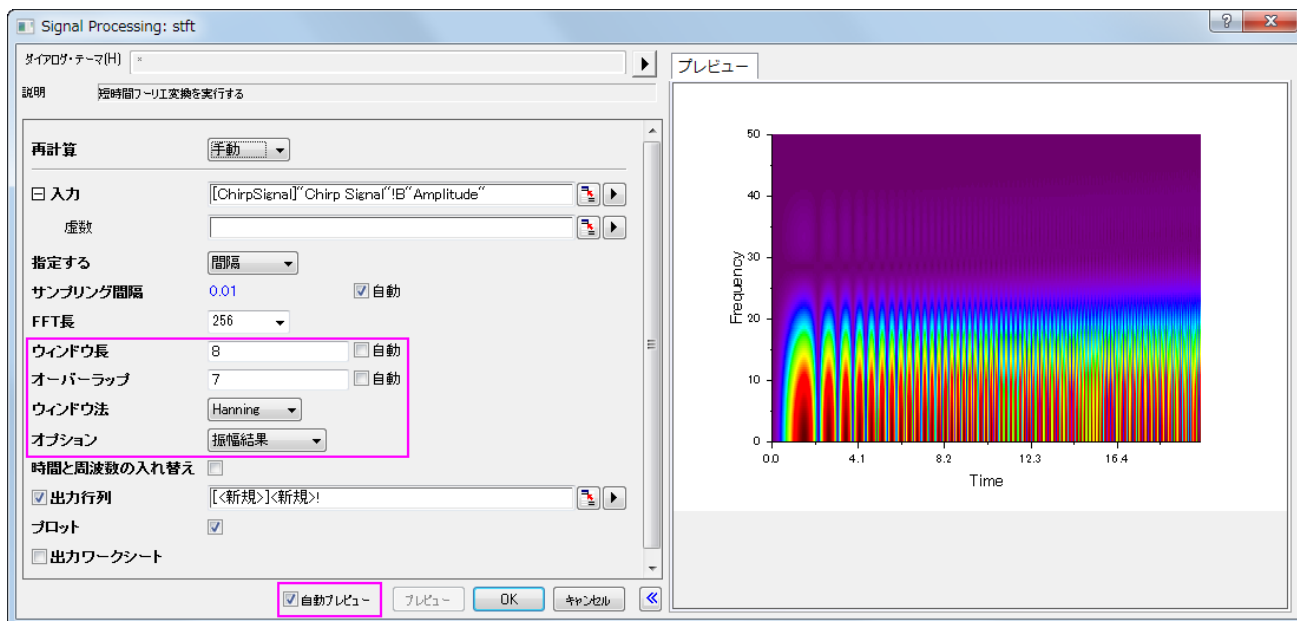 Signal Processing: stft
ダイアログ・テーマ(H) *
説明 短時間フーリエ変換を実行する
再計算 手動
入力 [ChirpSignal]"Chirp Signal"!B"Amplitude"
虚数
指定する 間隔
サンプリング間隔 0.01 自動
FFT長 256
ウィンドウ長 8 自動
オーバーラップ 7 自動
ウィンドウ法 Hanning
オプション 振幅結果
時間と周波数の入れ替え
出力行列 [<新規>]<新規>!
プロット
出力ワークシート
自動プレビュー プレビュー OK キャンセル
プレビュー
50
40
30
20
10
0
Frequency
0.0 4.1 8.2 12.3 16.4
Time